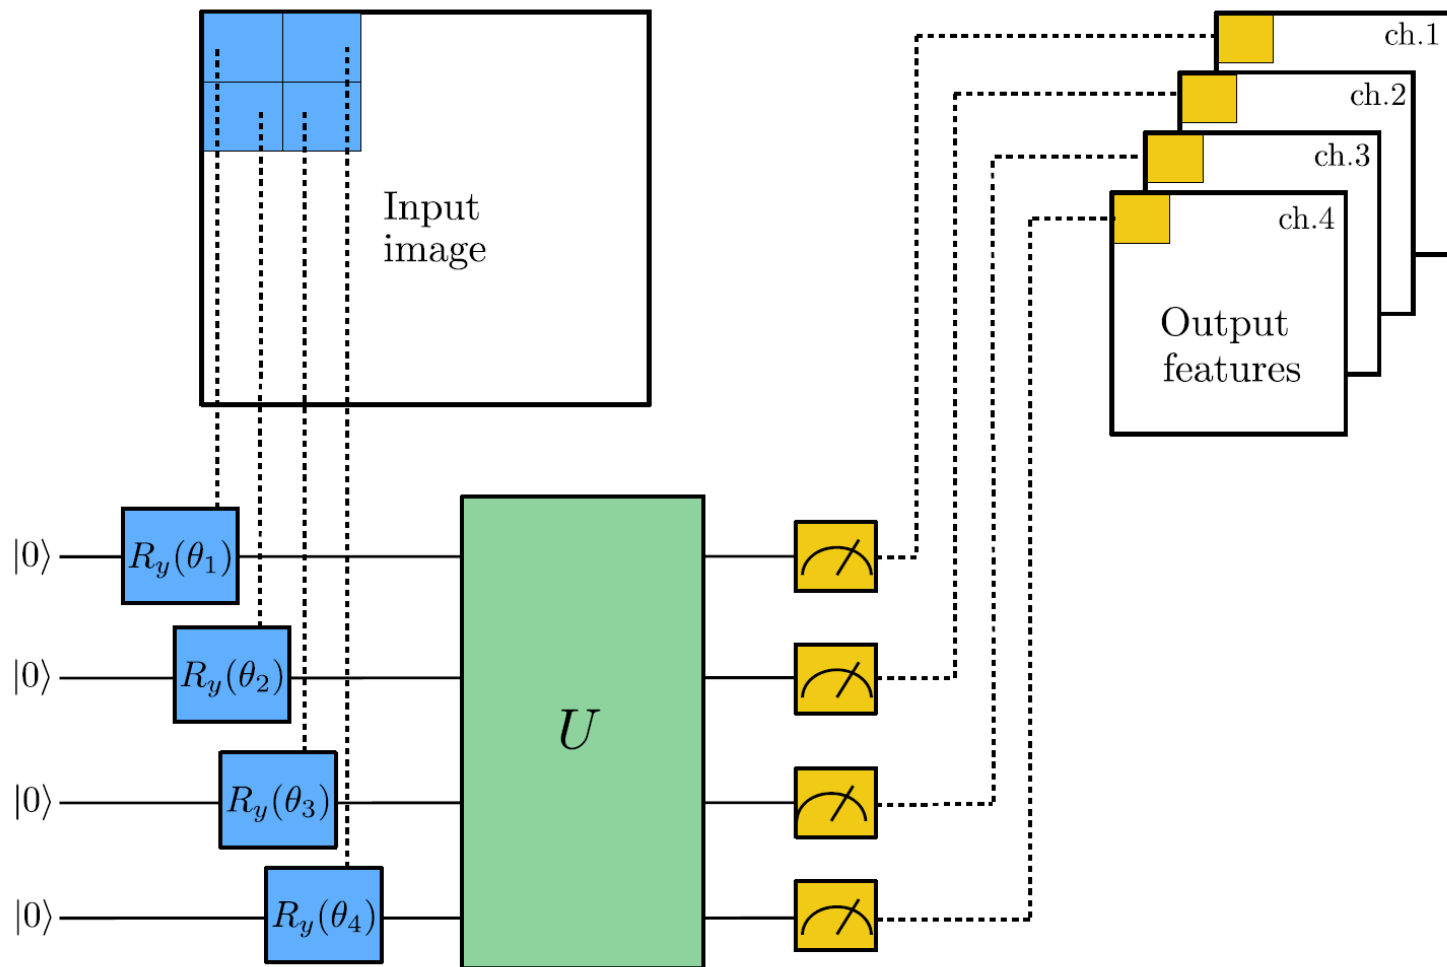 ch.1
ch.2
ch.3
ch.4
Input
image
Output
features
|0⟩ R_y(θ_1)
|0⟩ R_y(θ_2)
U
|0⟩ R_y(θ_3)
|0⟩ R_y(θ_4)